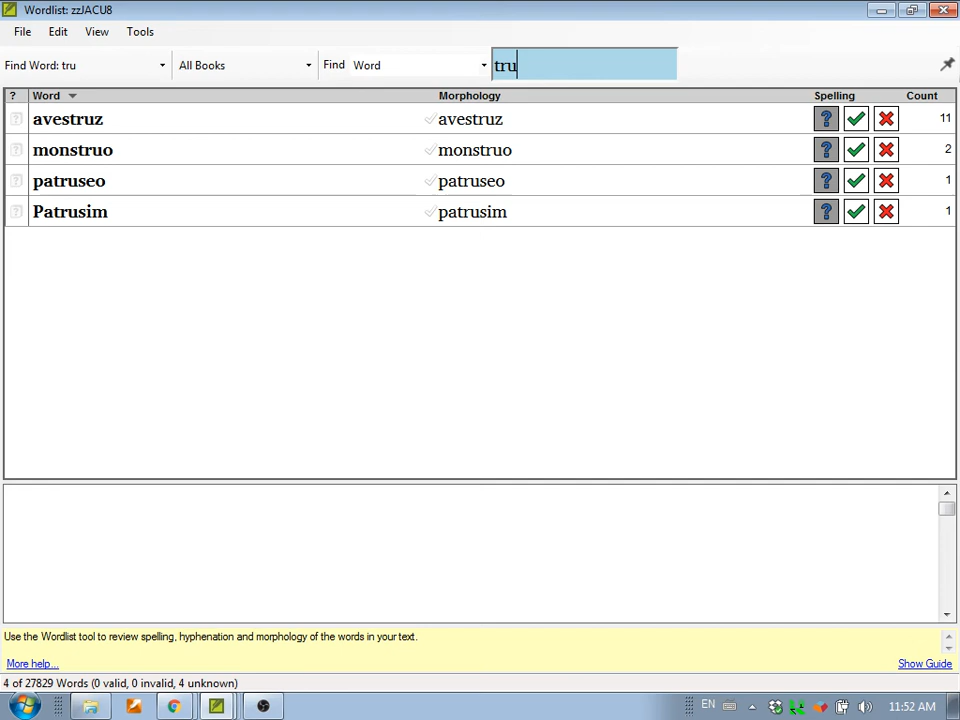 Wordlist: zzJACU8
File Edit View Tools
Find Word: tru All Books Find Word tru
? Word Morphology Spelling Count
avestruz avestruz 11
monstruo monstruo 2
patruseo patruseo 1
Patrusim patrusim 1
Use the Wordlist tool to review spelling, hyphenation and morphology of the words in your text.
More help... Show Guide
4 of 27829 Words (0 valid, 0 invalid, 4 unknown)
EN 11:52 AM